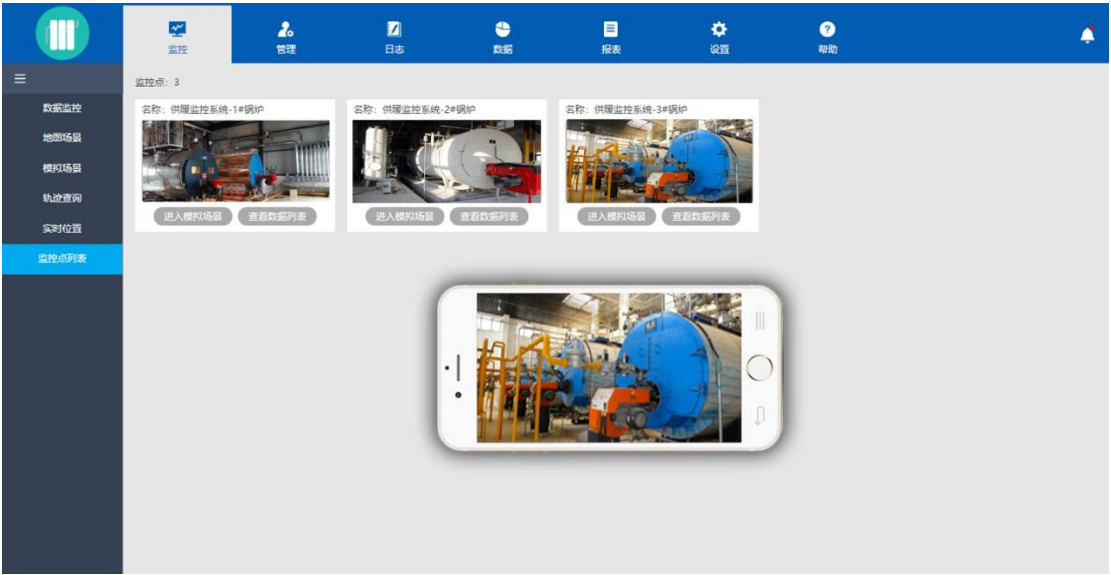 监控
管理
日志
数据
报表
设置
帮助
监控点：3
数据监控
地图场景
模拟场景
轨迹查询
实时位置
监控点列表
名称：供暖监控系统-1#锅炉
进入模拟场景 查看数据列表
名称：供暖监控系统-2#锅炉
进入模拟场景 查看数据列表
名称：供暖监控系统-3#锅炉
进入模拟场景 查看数据列表